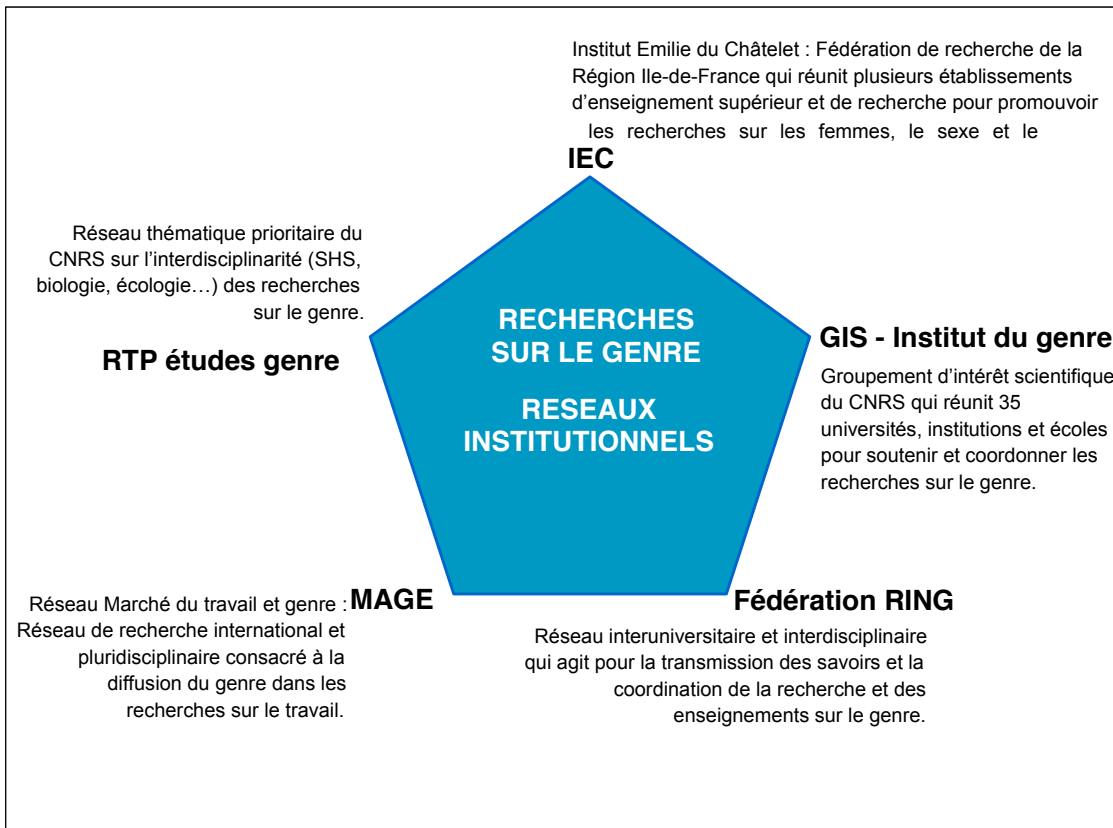 Institut Emilie du Châtelet : Fédération de recherche de la
Région Ile-de-France qui réunit plusieurs établissements
d'enseignement supérieur et de recherche pour promouvoir
les recherches sur les femmes, le sexe et le
IEC
Réseau thématique prioritaire du
CNRS sur l'interdisciplinarité (SHS,
biologie, écologie…) des recherches
sur le genre.
RTP études genre
RECHERCHES
SUR LE GENRE
RESEAUX
INSTITUTIONNELS
GIS - Institut du genre
Groupement d'intérêt scientifique
du CNRS qui réunit 35
universités, institutions et écoles
pour soutenir et coordonner les
recherches sur le genre.
MAGE
Réseau Marché du travail et genre :
Réseau de recherche international et
pluridisciplinaire consacré à la
diffusion du genre dans les
recherches sur le travail.
Fédération RING
Réseau interuniversitaire et interdisciplinaire
qui agit pour la transmission des savoirs et la
coordination de la recherche et des
enseignements sur le genre.